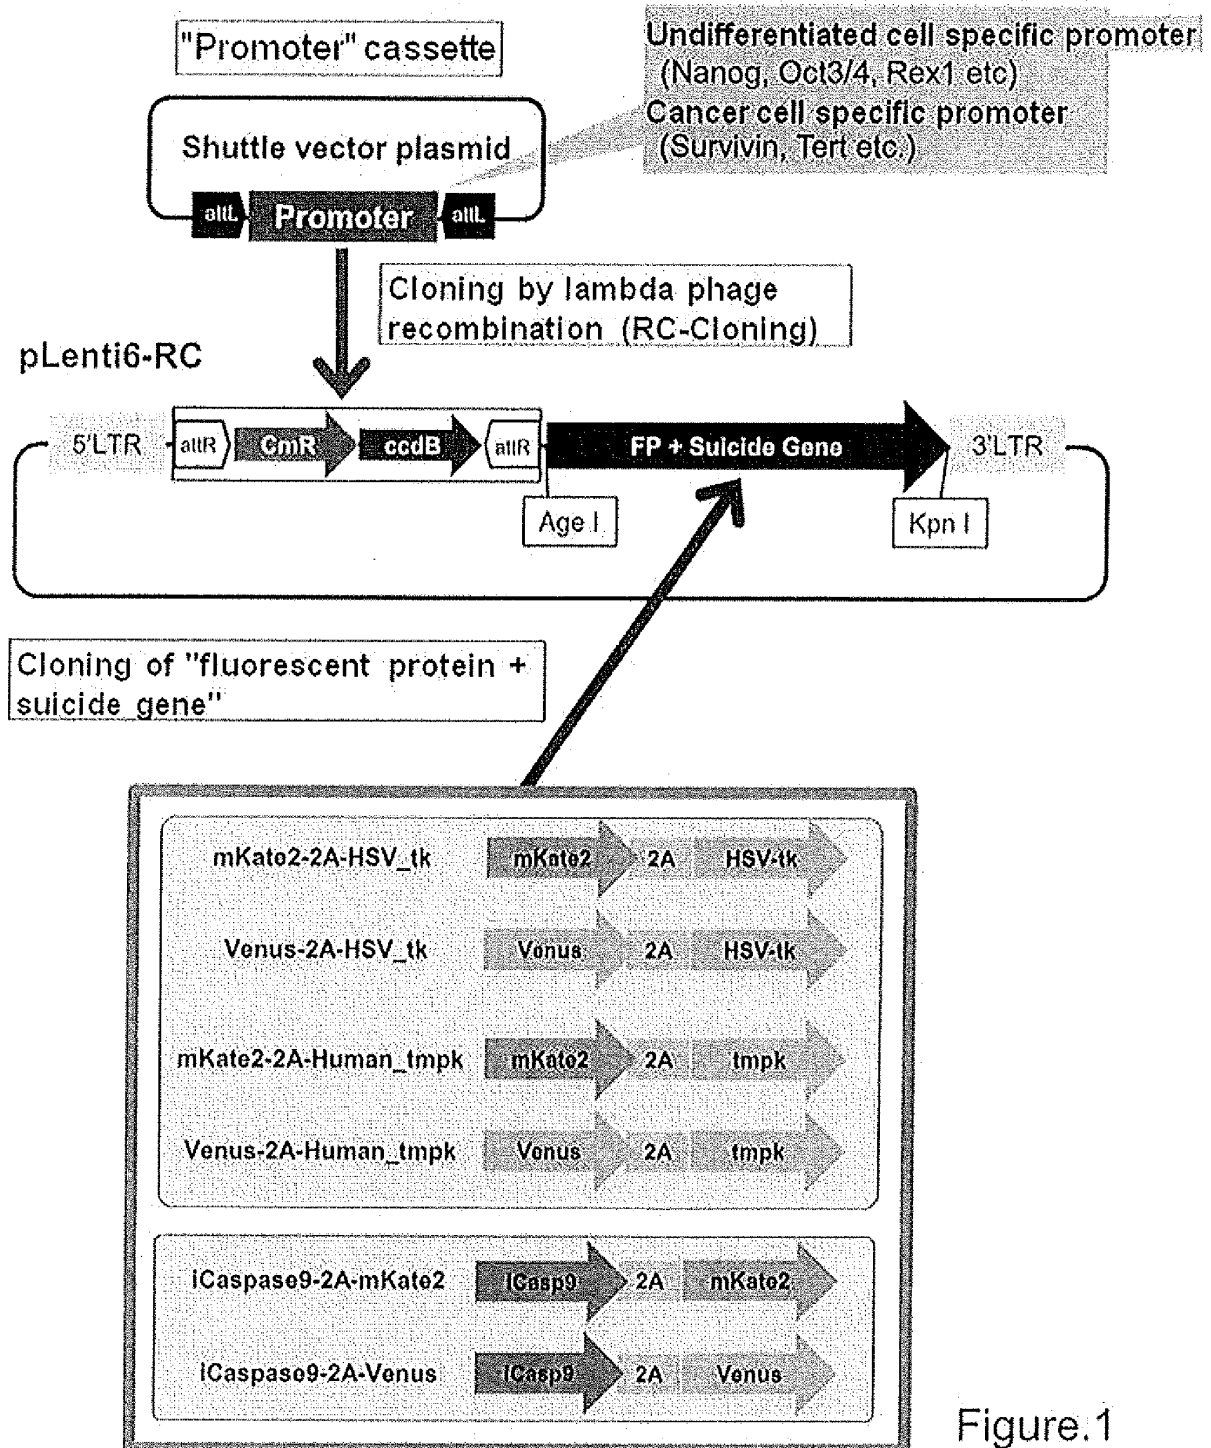 "Promoter" cassette
Undifferentiated cell specific promoter
(Nanog, Oct3/4, Rex1 etc)
Cancer cell specific promoter
(Survivin, Tert etc.)
Shuttle vector plasmid
attL
Promoter
attL
Cloning by lambda phage
recombination (RC-Cloning)
pLenti6-RC
5'LTR
attR
CmR
ccdB
attR
FP + Suicide Gene
3'LTR
Age I
Kpn I
Cloning of "fluorescent protein +
suicide gene"
mKate2-2A-HSV_tk
mKate2
2A
HSV-tk
Venus-2A-HSV_tk
Venus
2A
HSV-tk
mKate2-2A-Human_tmpk
mKate2
2A
tmpk
Venus-2A-Human_tmpk
Venus
2A
tmpk
iCaspase9-2A-mKate2
iCasp9
2A
mKate2
iCaspase9-2A-Venus
iCasp9
2A
Venus
Figure.1